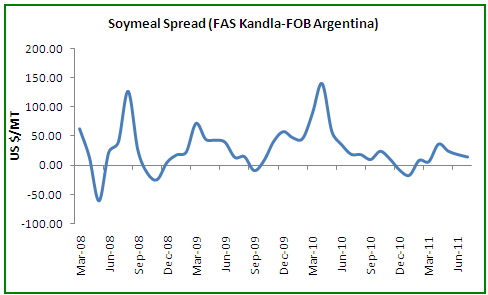 Soymeal Spread (FAS Kandla-FOB Argentina)
US $/MT
200.00
150.00
100.00
50.00
0.00
-50.00
-100.00
Mar-08
Jun-08
Sep-08
Dec-08
Mar-09
Jun-09
Sep-09
Dec-09
Mar-10
Jun-10
Sep-10
Dec-10
Mar-11
Jun-11